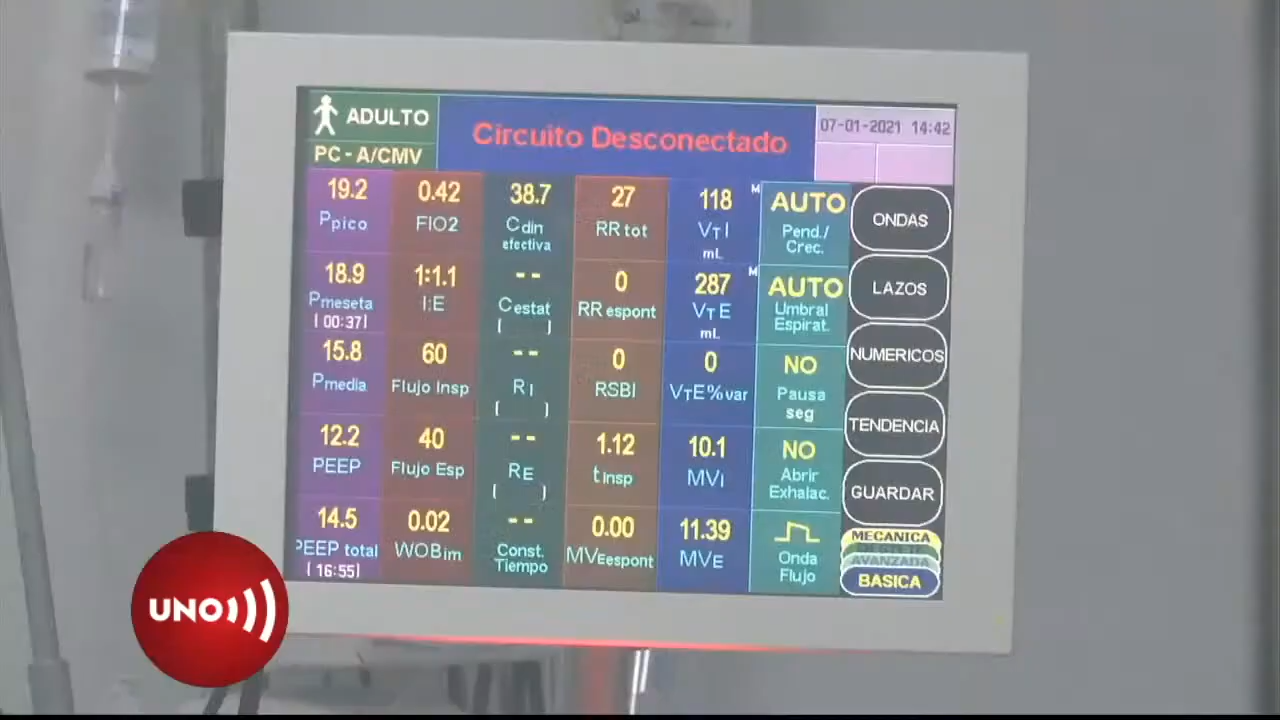 ADULTO
PC - A/CMV
Circuito Desconectado
07-01-2021 14:42
19.2
Ppico
0.42
FIO2
38.7
Cdin
efectiva
27
RR tot
118
M
VTI
mL
AUTO
Pend./
Crec.
ONDAS
18.9
Pmeseta
[ 00:37]
1:1.1
I:E
--
Cestat
[ ]
0
RR espont
287
M
VTE
mL
AUTO
Umbral
Espirat.
LAZOS
15.8
Pmedia
60
Flujo Insp
--
RI
[ ]
0
RSBI
0
VTE%var
NO
Pausa
seg
NUMERICOS
12.2
PEEP
40
Flujo Esp
--
RE
[ ]
1.12
tinsp
10.1
MVI
NO
Abrir
Exhalac.
TENDENCIA
14.5
PEEP total
[ 16:55]
0.02
WOBim
--
Const.
Tiempo
0.00
MVEespont
11.39
MVE
Onda
Flujo
GUARDAR
MECANICA
AVANZADA
BASICA
UNO